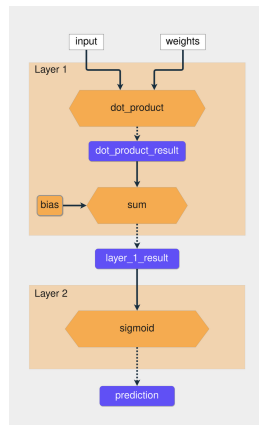 input
weights
Layer 1
dot_product
dot_product_result
bias
sum
layer_1_result
Layer 2
sigmoid
prediction